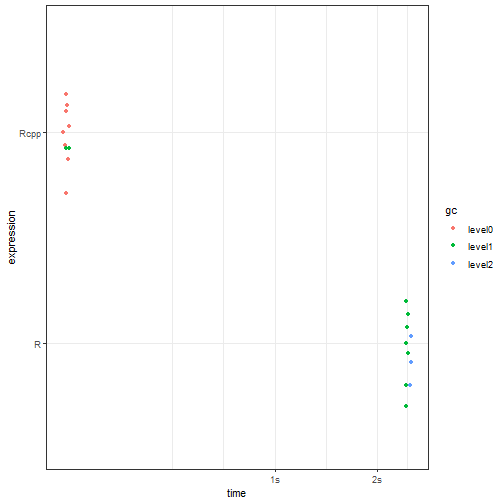 Rcpp
expression
R
1s
2s
time
gc
level0
level1
level2